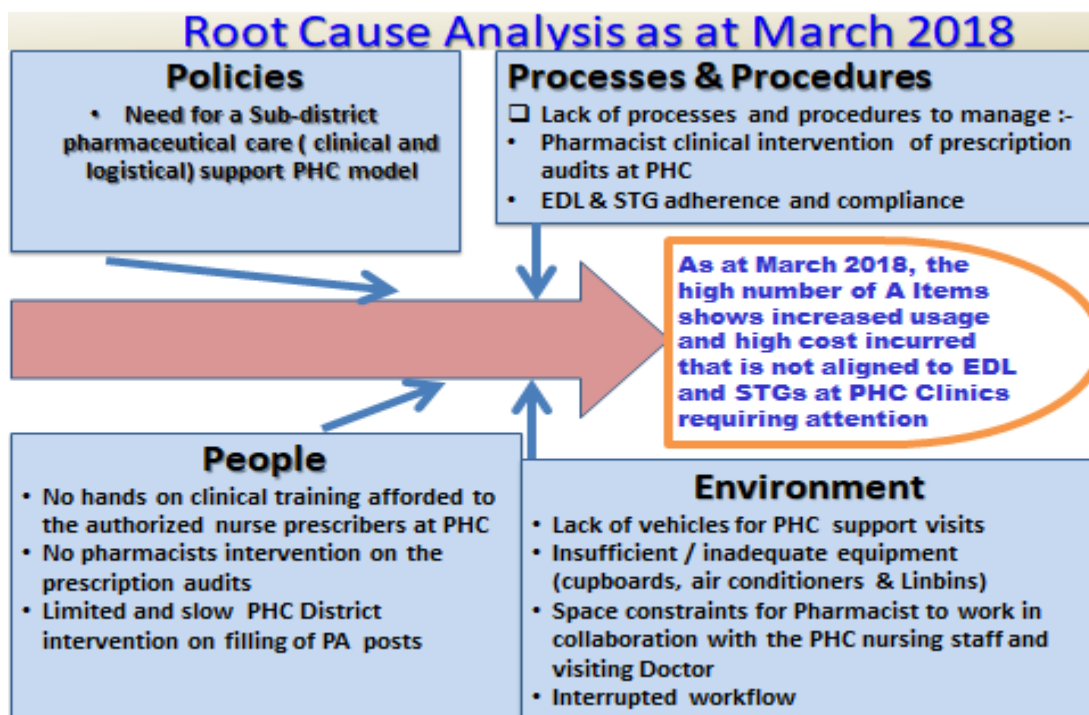 Root Cause Analysis as at March 2018
Policies
• Need for a Sub-district
pharmaceutical care ( clinical and
logistical) support PHC model
Processes & Procedures
❑ Lack of processes and procedures to manage :-
• Pharmacist clinical intervention of prescription
audits at PHC
• EDL & STG adherence and compliance
As at March 2018, the
high number of A Items
shows increased usage
and high cost incurred
that is not aligned to EDL
and STGs at PHC Clinics
requiring attention
People
• No hands on clinical training afforded to
the authorized nurse prescribers at PHC
• No pharmacists intervention on the
prescription audits
• Limited and slow PHC District
intervention on filling of PA posts
Environment
• Lack of vehicles for PHC support visits
• Insufficient / inadequate equipment
(cupboards, air conditioners & Linbins)
• Space constraints for Pharmacist to work in
collaboration with the PHC nursing staff and
visiting Doctor
• Interrupted workflow